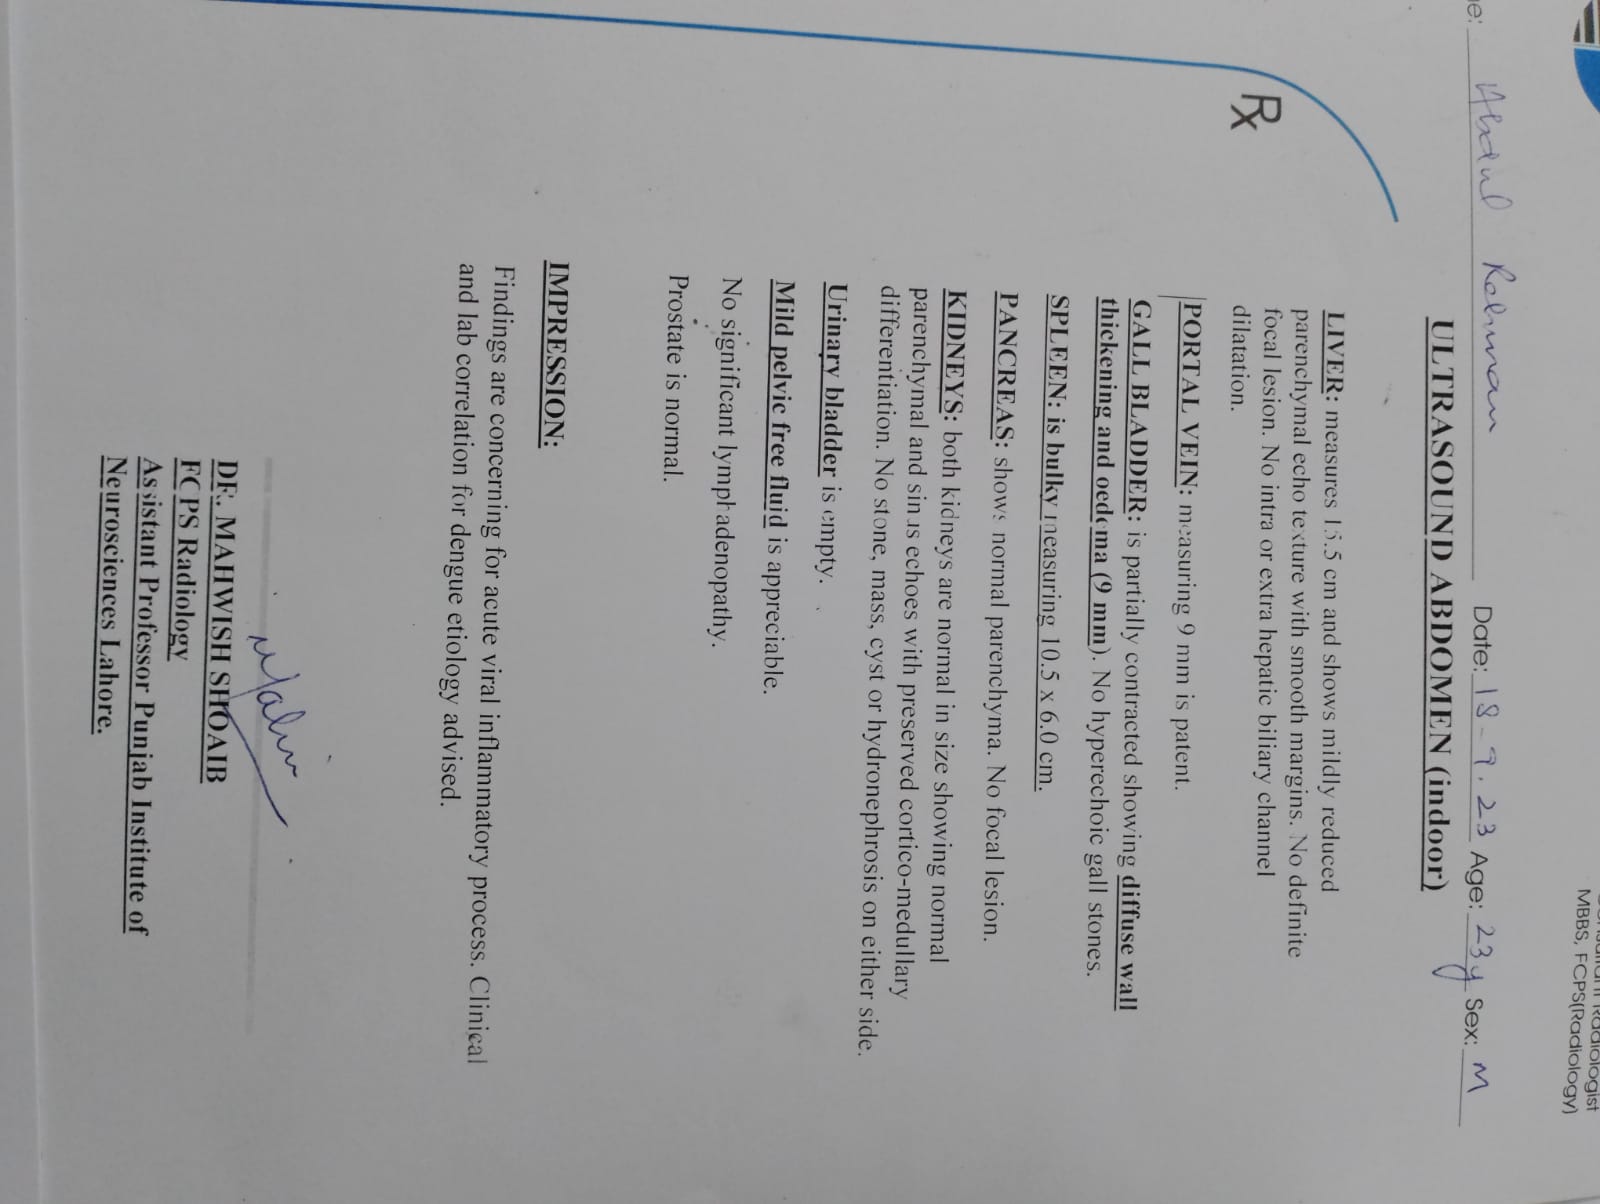 MBBS, FCPS(Radiology)
Abdul Rehman Date: 18-9.23 Age: 23y Sex: M
ULTRASOUND ABDOMEN (indoor)
Rx
LIVER: measures 15.5 cm and shows mildly reduced
parenchymal echo texture with smooth margins. No definite
focal lesion. No intra or extra hepatic biliary channel
dilatation.
PORTAL VEIN: measuring 9 mm is patent.
GALL BLADDER: is partially contracted showing diffuse wall
thickening and oedema (9 mm). No hyperechoic gall stones.
SPLEEN: is bulky measuring 10.5 x 6.0 cm.
PANCREAS: shows normal parenchyma. No focal lesion.
KIDNEYS: both kidneys are normal in size showing normal
parenchymal and sinus echoes with preserved cortico-medullary
differentiation. No stone, mass, cyst or hydronephrosis on either side.
Urinary bladder is empty.
Mild pelvic free fluid is appreciable.
No significant lymphadenopathy.
Prostate is normal.
IMPRESSION:
Findings are concerning for acute viral inflammatory process. Clinical
and lab correlation for dengue etiology advised.
DR. MAHWISH SHOAIB
FCPS Radiology
Assistant Professor Punjab Institute of
Neurosciences Lahore.